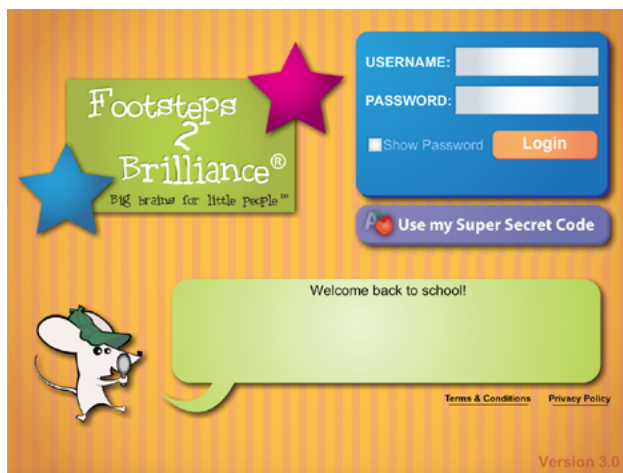 Footsteps
2
Brilliance®
Big brains for little people™
USERNAME:
PASSWORD:
Show Password
Login
A
Use my Super Secret Code
Welcome back to school!
Terms & Conditions Privacy Policy
Version 3.0